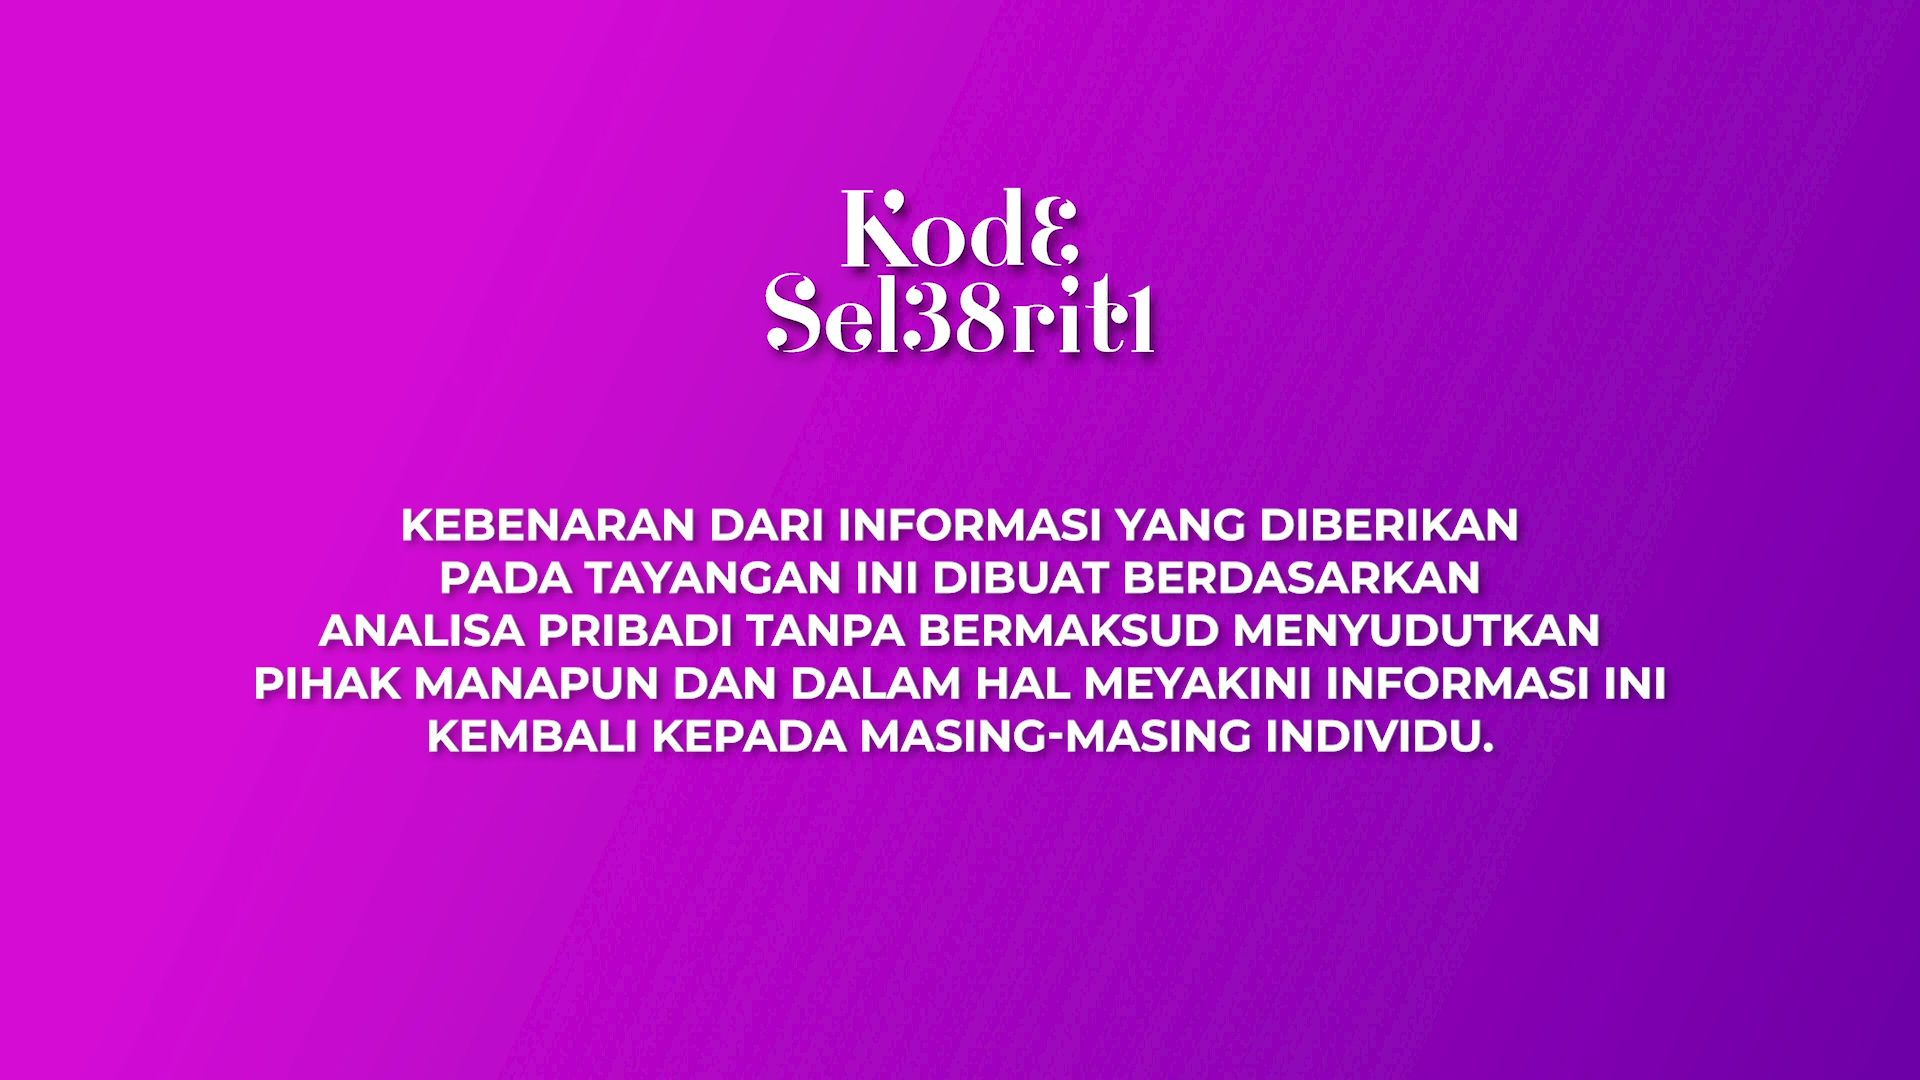 Kodε
Sel38rit1
KEBENARAN DARI INFORMASI YANG DIBERIKAN
PADA TAYANGAN INI DIBUAT BERDASARKAN
ANALISA PRIBADI TANPA BERMAKSUD MENYUDUTKAN
PIHAK MANAPUN DAN DALAM HAL MEYAKINI INFORMASI INI
KEMBALI KEPADA MASING-MASING INDIVIDU.